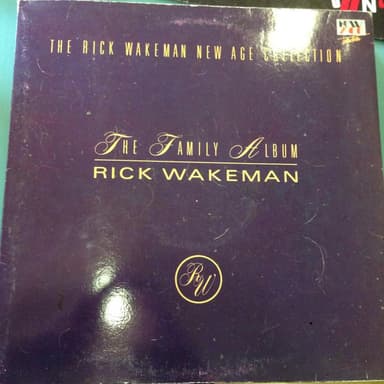 THE RICK WAKEMAN NEW AGE COLLECTION
THE FAMILY ALBUM
RICK WAKEMAN
RW